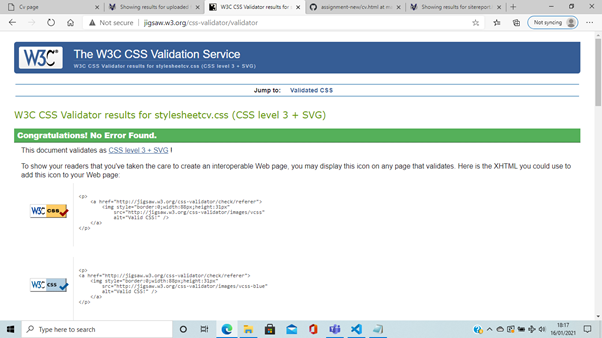 Cv page
Showing results for uploaded
W3C CSS Validator results for s
assignment-new/cv.html at m
Showing results for sitereport
Not secure | jigsaw.w3.org/css-validator/validator
Not syncing
W3C
The W3C CSS Validation Service
W3C CSS Validator results for stylesheetcv.css (CSS level 3 + SVG)
Jump to: Validated CSS
W3C CSS Validator results for stylesheetcv.css (CSS level 3 + SVG)
Congratulations! No Error Found.
This document validates as CSS level 3 + SVG !
To show your readers that you've taken the care to create an interoperable Web page, you may display this icon on any page that validates. Here is the XHTML you could use to
add this icon to your Web page:
W3C CSS
<p>
<a href="http://jigsaw.w3.org/css-validator/check/referer">
<img style="border:0;width:88px;height:31px"
src="http://jigsaw.w3.org/css-validator/images/vcss"
alt="Valid CSS!" />
</a>
</p>
W3C CSS
<p>
<a href="http://jigsaw.w3.org/css-validator/check/referer">
<img style="border:0;width:88px;height:31px"
src="http://jigsaw.w3.org/css-validator/images/vcss-blue"
alt="Valid CSS!" />
</a>
</p>
Type here to search
18:17
16/01/2021